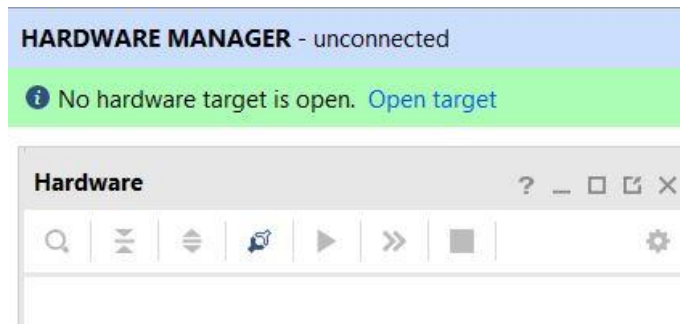 HARDWARE MANAGER - unconnected
No hardware target is open. Open target
Hardware